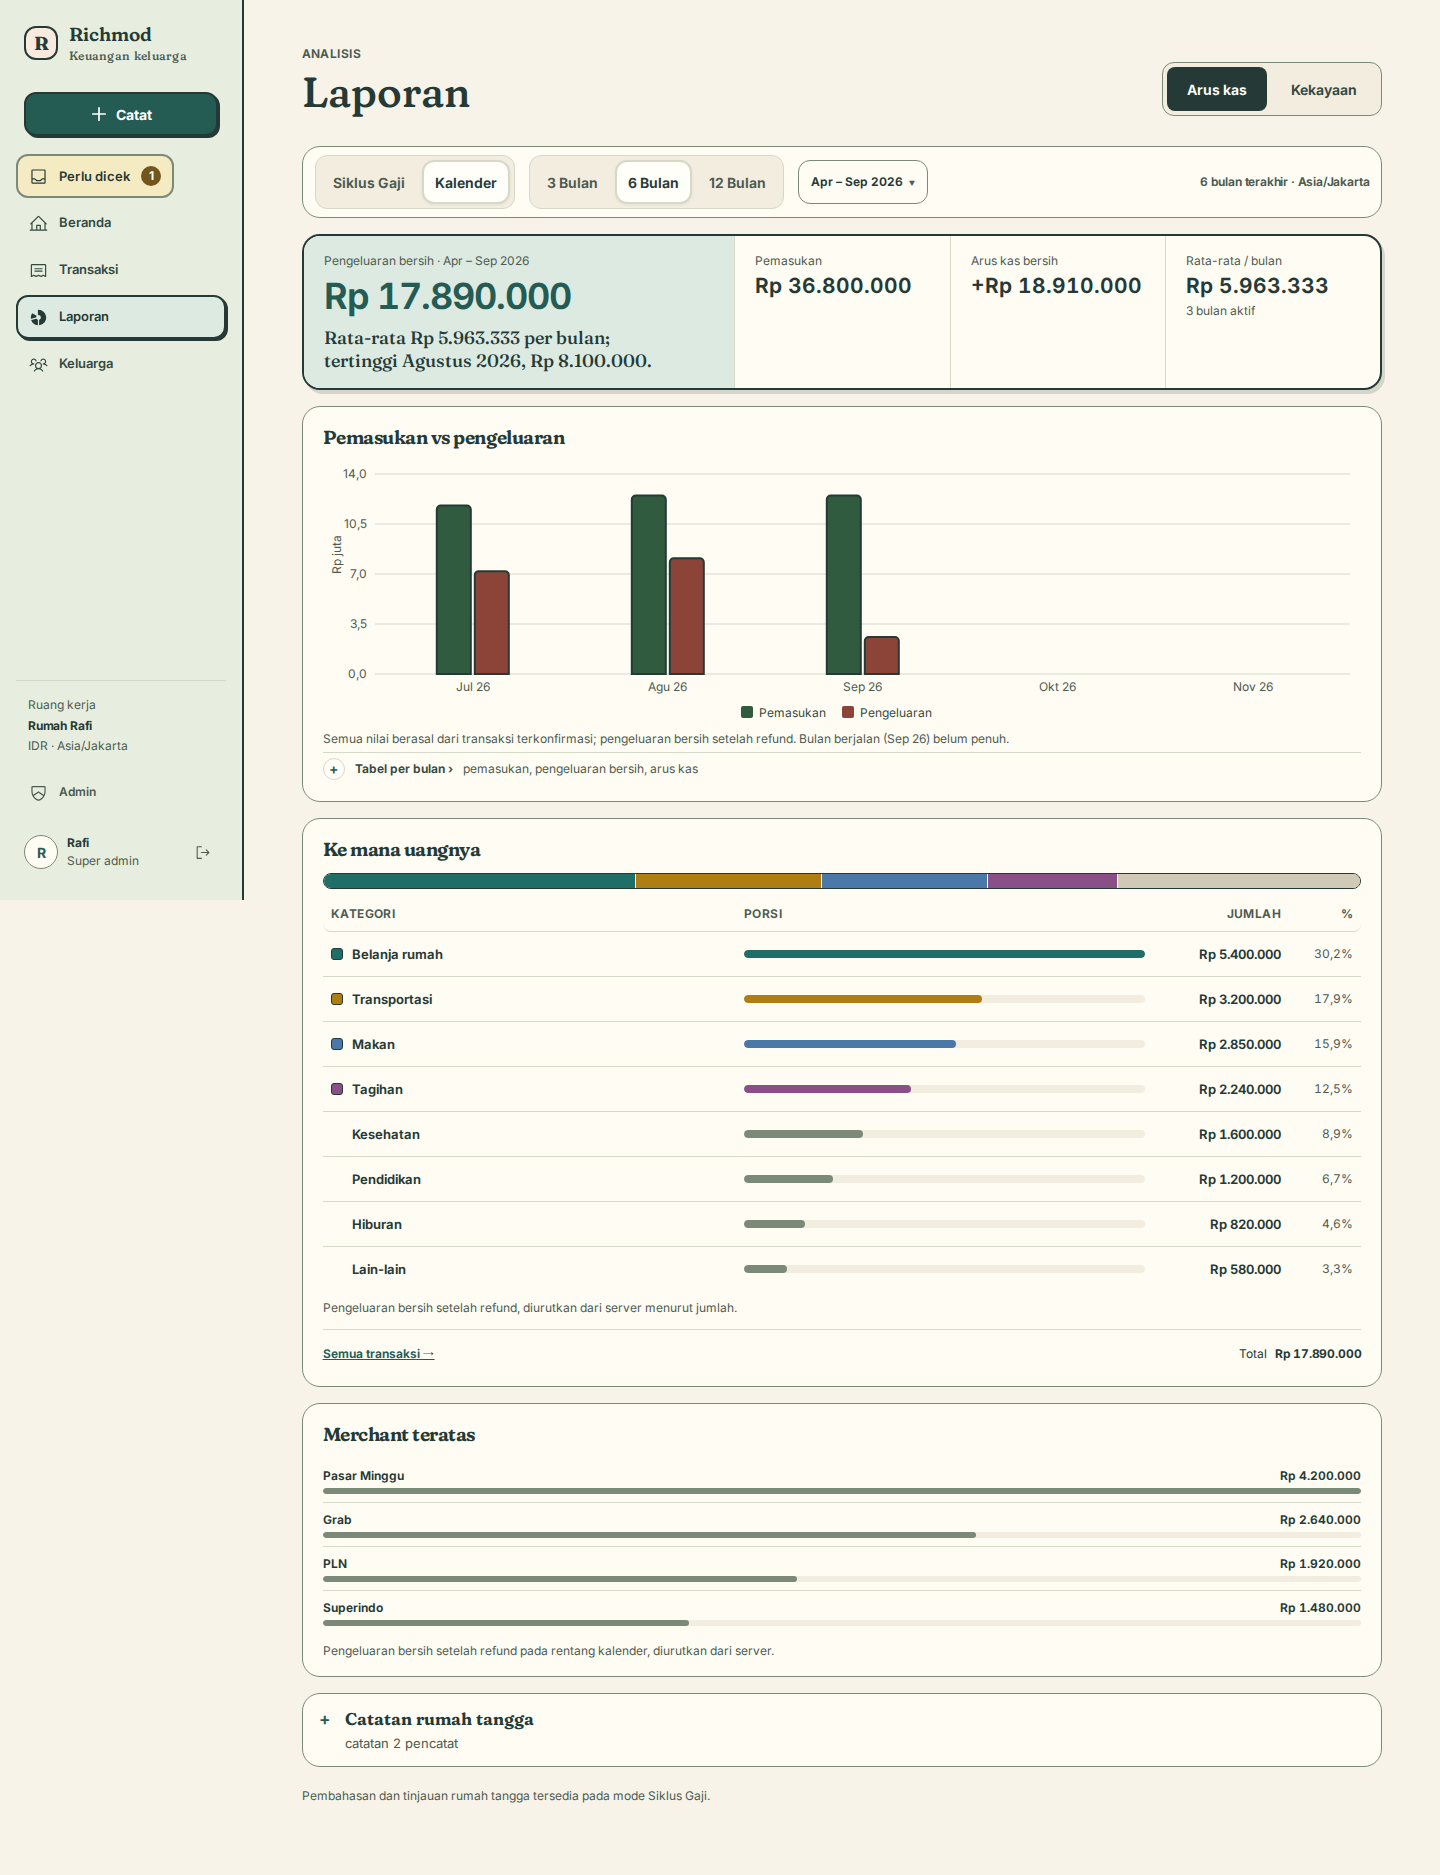 R
Richmod
Keuangan keluarga
Catat
Perlu dicek 1
Beranda
Transaksi
Laporan
Keluarga
Ruang kerja
Rumah Rafi
IDR · Asia/Jakarta
Admin
R
Rafi
Super admin
ANALISIS
Laporan
Arus kas
Kekayaan
Siklus Gaji
Kalender
3 Bulan
6 Bulan
12 Bulan
Apr – Sep 2026 ▾
6 bulan terakhir · Asia/Jakarta
Pengeluaran bersih · Apr – Sep 2026
Rp 17.890.000
Rata-rata Rp 5.963.333 per bulan;
tertinggi Agustus 2026, Rp 8.100.000.
Pemasukan
Rp 36.800.000
Arus kas bersih
+Rp 18.910.000
Rata-rata / bulan
Rp 5.963.333
3 bulan aktif
Pemasukan vs pengeluaran
Rp juta
14,0
10,5
7,0
3,5
0,0
Jul 26
Agu 26
Sep 26
Okt 26
Nov 26
Pemasukan
Pengeluaran
Semua nilai berasal dari transaksi terkonfirmasi; pengeluaran bersih setelah refund. Bulan berjalan (Sep 26) belum penuh.
+ Tabel per bulan › pemasukan, pengeluaran bersih, arus kas
Ke mana uangnya
KATEGORI PORSI JUMLAH %
Belanja rumah Rp 5.400.000 30,2%
Transportasi Rp 3.200.000 17,9%
Makan Rp 2.850.000 15,9%
Tagihan Rp 2.240.000 12,5%
Kesehatan Rp 1.600.000 8,9%
Pendidikan Rp 1.200.000 6,7%
Hiburan Rp 820.000 4,6%
Lain-lain Rp 580.000 3,3%
Pengeluaran bersih setelah refund, diurutkan dari server menurut jumlah.
Semua transaksi →
Total Rp 17.890.000
Merchant teratas
Pasar Minggu Rp 4.200.000
Grab Rp 2.640.000
PLN Rp 1.920.000
Superindo Rp 1.480.000
Pengeluaran bersih setelah refund pada rentang kalender, diurutkan dari server.
+ Catatan rumah tangga
catatan 2 pencatat
Pembahasan dan tinjauan rumah tangga tersedia pada mode Siklus Gaji.